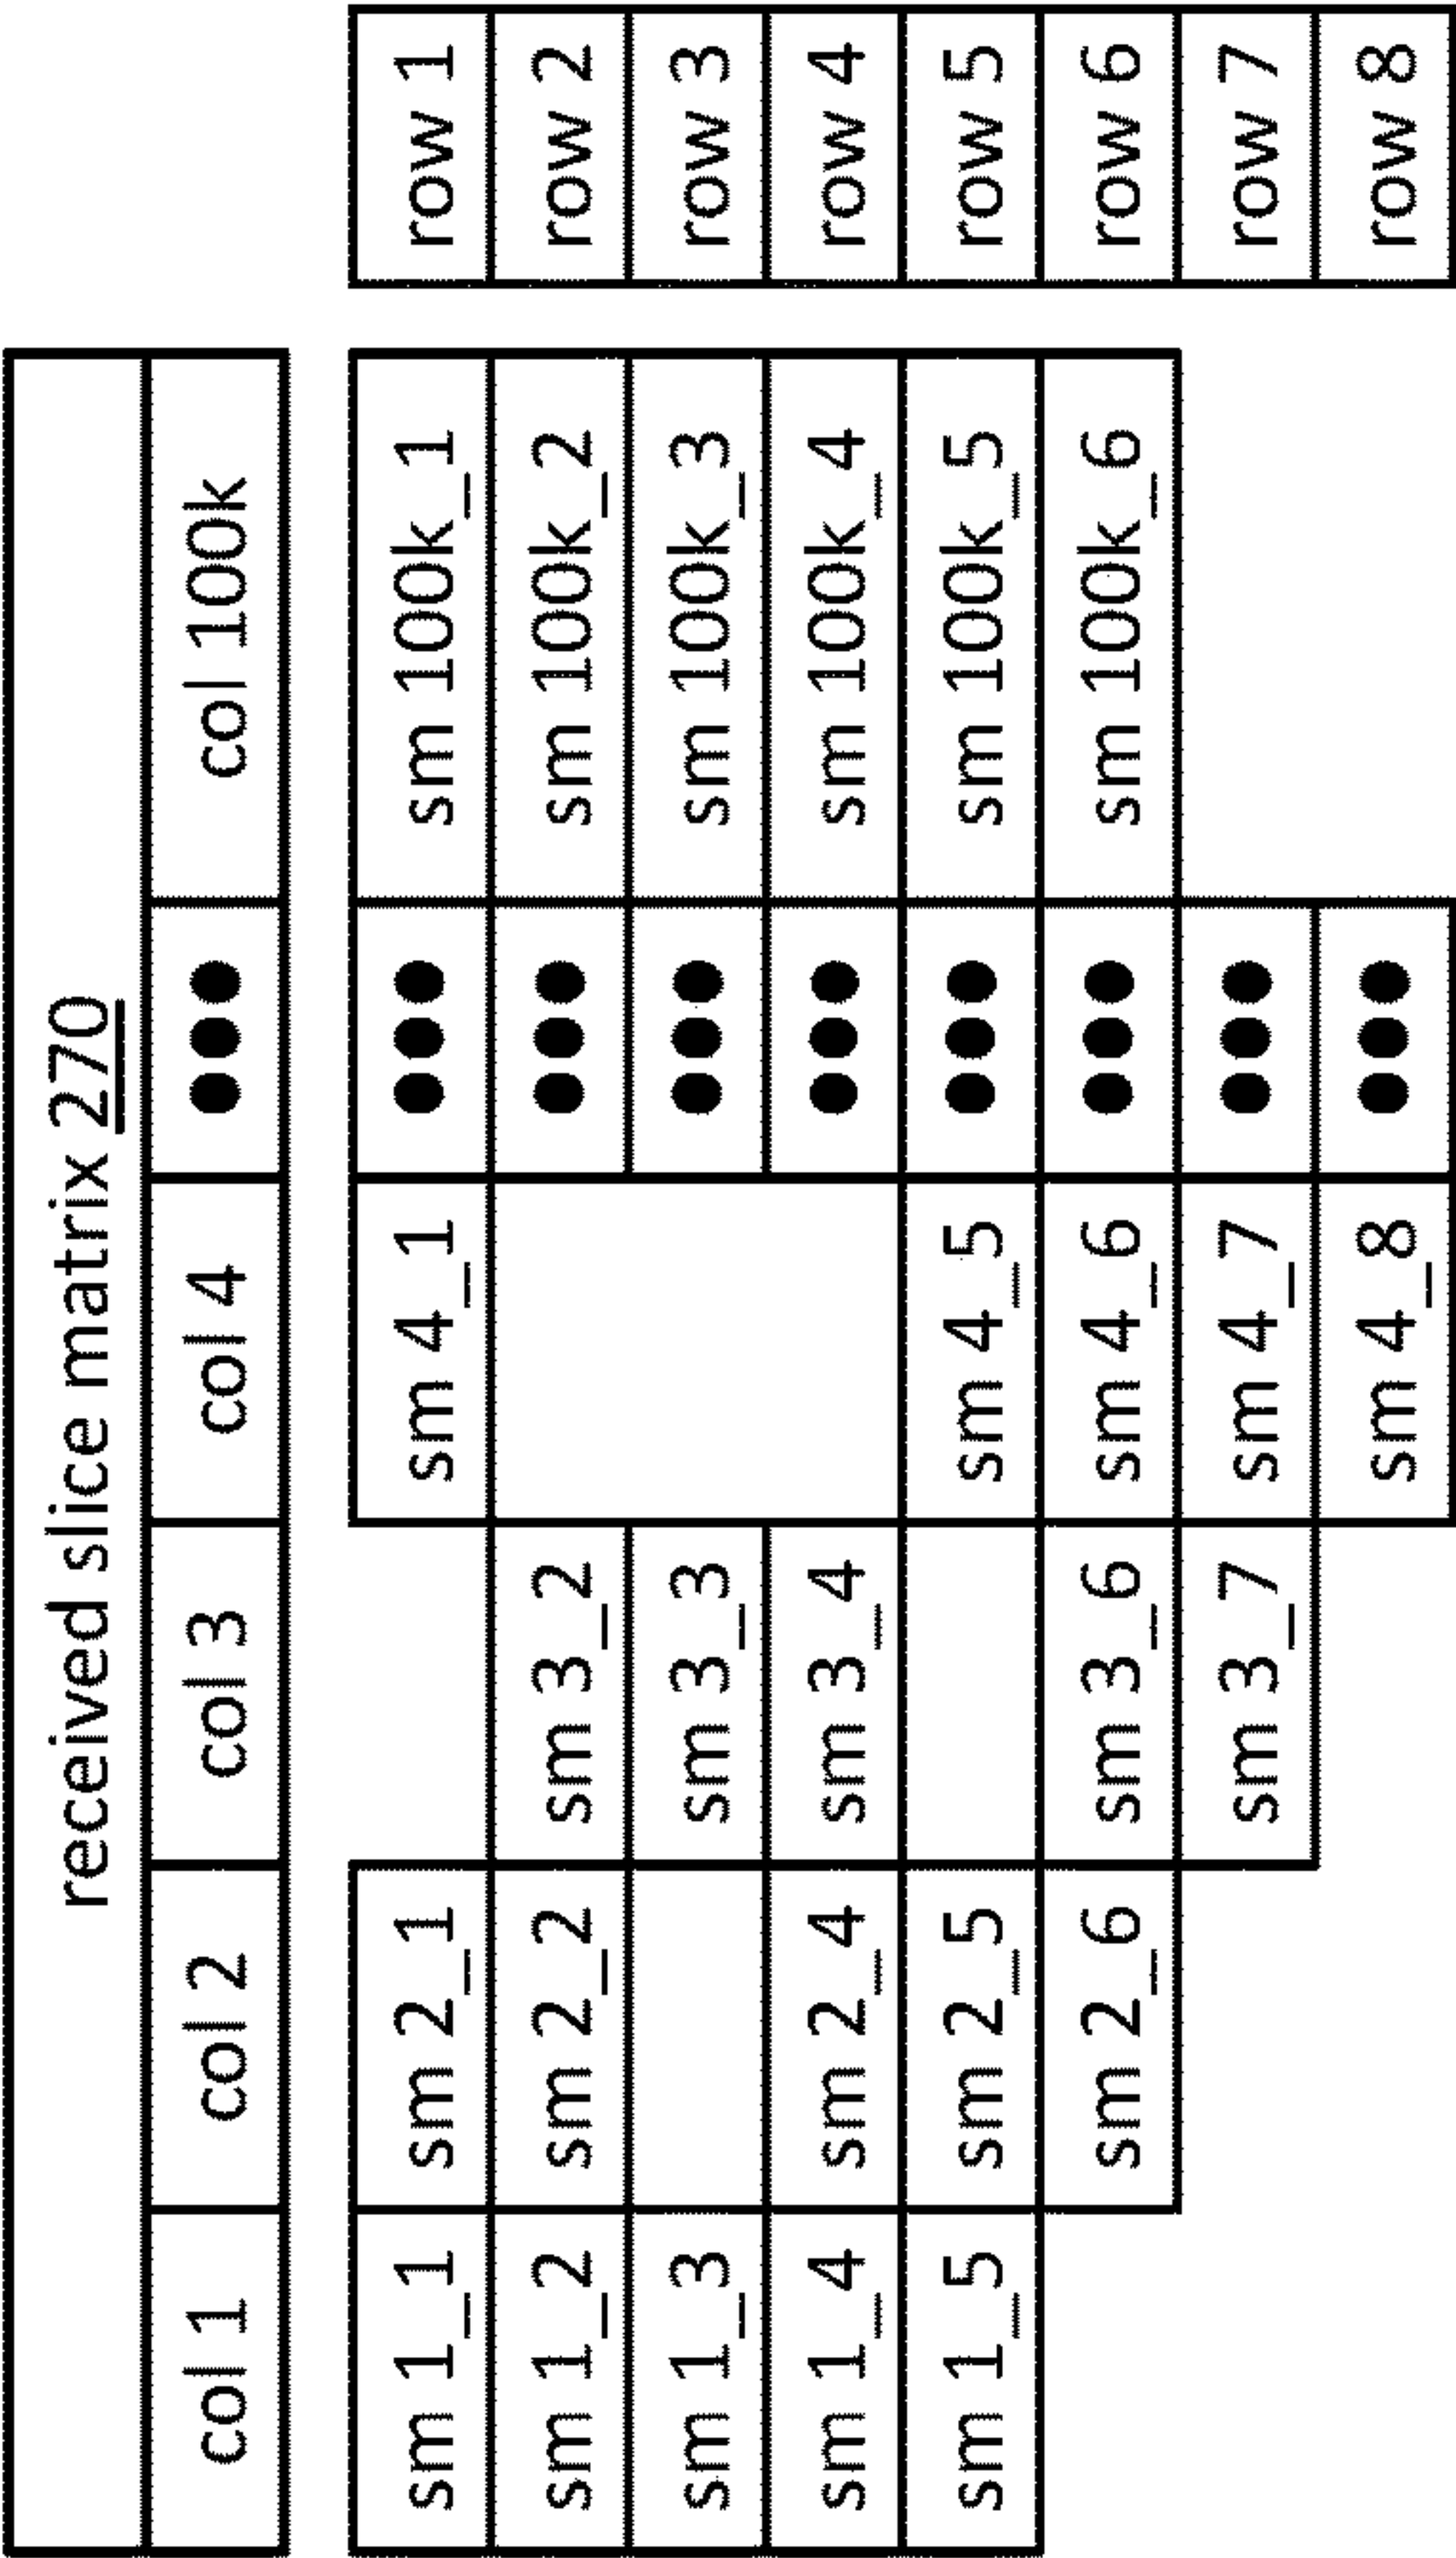 received slice matrix 270
col 1 col 2 col 3 col 4 ●●● col 100k
sm 1_1 sm 2_1 sm 4_1 ●●● sm 100k_1 row 1
sm 1_2 sm 2_2 sm 3_2 ●●● sm 100k_2 row 2
sm 1_3 sm 3_3 ●●● sm 100k_3 row 3
sm 1_4 sm 2_4 sm 3_4 ●●● sm 100k_4 row 4
sm 1_5 sm 2_5 sm 4_5 ●●● sm 100k_5 row 5
sm 2_6 sm 3_6 sm 4_6 ●●● sm 100k_6 row 6
sm 3_7 sm 4_7 ●●● row 7
sm 4_8 ●●● row 8